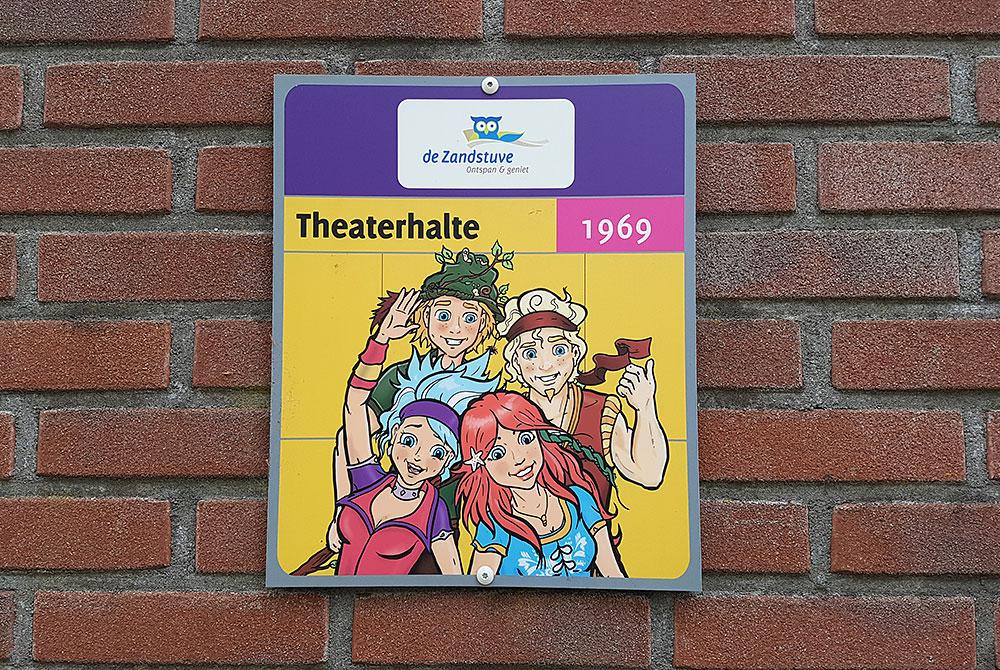 de Zandstuve
Ontspan & geniet
Theaterhalte 1969